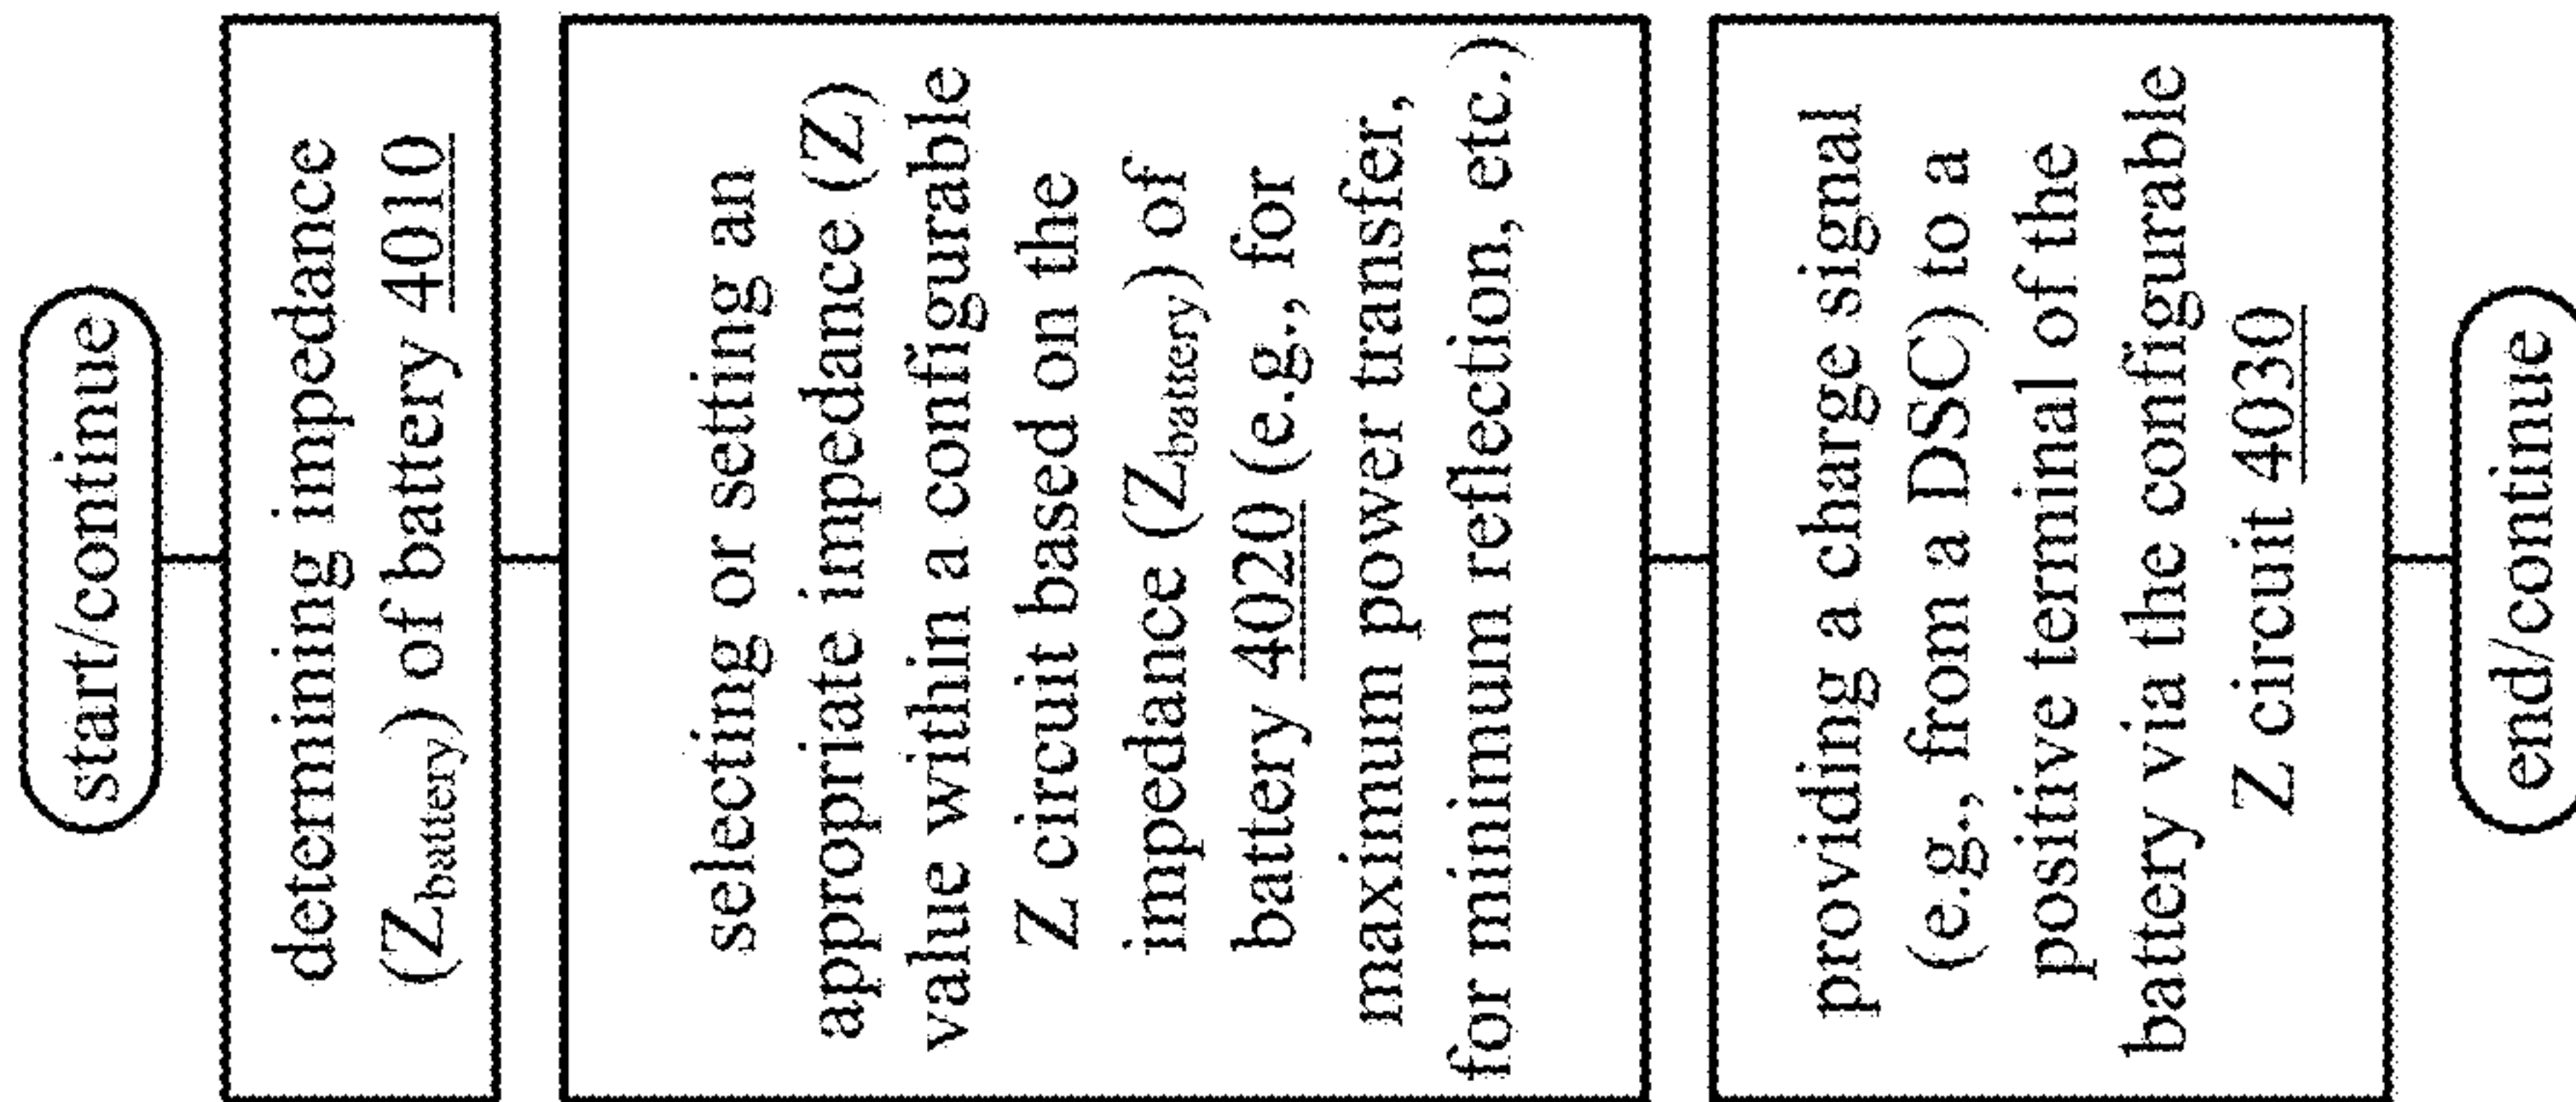 start/continue
determining impedance
(Zbattery) of battery 4010
selecting or setting an
appropriate impedance (Z)
value within a configurable
Z circuit based on the
impedance (Zbattery) of
battery 4020 (e.g., for
maximum power transfer,
for minimum reflection, etc.)
providing a charge signal
(e.g., from a DSC) to a
positive terminal of the
battery via the configurable
Z circuit 4030
end/continue